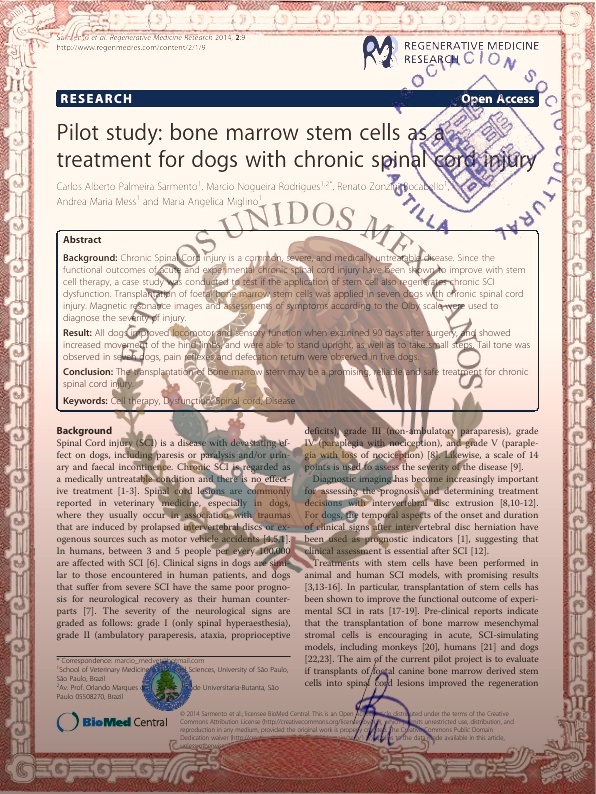 Sarmento et al. Regenerative Medicine Research 2014, 2:9
http://www.regenmedres.com/content/2/1/9
REGENERATIVE MEDICINE
RESEARCH
RESEARCH
Open Access
Pilot study: bone marrow stem cells as a
treatment for dogs with chronic spinal cord injury
Carlos Alberto Palmeira Sarmento1, Marcio Nogueira Rodrigues1,2*, Renato Zonzini Bocabello1,
Andrea Maria Mess1 and Maria Angelica Miglino1
ASOCIACION SOCIO-CULTURAL
CASTILLA
ESTADOS UNIDOS MEXICANOS
Abstract
Background: Chronic Spinal Cord injury is a common, severe, and medically untreatable disease. Since the
functional outcomes of acute and experimental chronic spinal cord injury have been shown to improve with stem
cell therapy, a case study was conducted to test if the application of stem cell also regenerates chronic SCI
dysfunction. Transplantation of foetal bone marrow stem cells was applied in seven dogs with chronic spinal cord
injury. Magnetic resonance images and assessments of symptoms according to the Olby scale were used to
diagnose the severity of injury.
Result: All dogs improved locomotor and sensory function when examined 90 days after surgery, and showed
increased movement of the hind limbs and were able to stand upright, as well as to take small steps. Tail tone was
observed in seven dogs, pain reflexes and defecation return were observed in five dogs.
Conclusion: The transplantation of bone marrow stem may be a promising, reliable and safe treatment for chronic
spinal cord injury.
Keywords: Cell therapy, Dysfunction, Spinal cord, Disease
Background
Spinal Cord injury (SCI) is a disease with devastating ef-
fect on dogs, including paresis or paralysis and/or urin-
ary and faecal incontinence. Chronic SCI is regarded as
a medically untreatable condition and there is no effect-
ive treatment [1-3]. Spinal cord lesions are commonly
reported in veterinary medicine, especially in dogs,
where they usually occur in association with traumas
that are induced by prolapsed intervertebral discs or ex-
ogenous sources such as motor vehicle accidents [4,5,1].
In humans, between 3 and 5 people per every 100,000
are affected with SCI [6]. Clinical signs in dogs are simi-
lar to those encountered in human patients, and dogs
that suffer from severe SCI have the same poor progno-
sis for neurological recovery as their human counter-
parts [7]. The severity of the neurological signs are
graded as follows: grade I (only spinal hyperaesthesia),
grade II (ambulatory paraperesis, ataxia, proprioceptive
deficits), grade III (non-ambulatory paraparesis), grade
IV (paraplegia with nociception), and grade V (paraple-
gia with loss of nociception) [8]. Likewise, a scale of 14
points is used to assess the severity of the disease [9].
Diagnostic imaging has become increasingly important
in assessing the prognosis and determining treatment
decisions with intervertebral disc extrusion [8,10-12].
For dogs, the temporal aspects of the onset and duration
of clinical signs of intervertebral disc herniation have
been used as prognostic indicators [1], suggesting that
clinical assessment is essential after SCI [12].
Treatments with stem cells have been performed in
animal and human SCI models, with promising results
[3,13-16]. In particular, transplantation of stem cells has
been shown to improve the functional outcome of experi-
mental SCI in rats [17-19]. Pre-clinical reports indicate
that the transplantation of bone marrow mesenchymal
stromal cells is encouraging in acute, SCI-simulating
models, including monkeys [20], humans [21] and dogs
[22,23]. The aim of the current pilot project is to evaluate
if transplants of foetal canine bone marrow derived stem
cells into spinal cord lesions improved the regeneration
* Correspondence: marcio_medvet@hotmail.com
1School of Veterinary Medicine Sciences, University of São Paulo,
São Paulo, Brazil
2Av. Prof. Orlando Marques de Cidade Universitaria-Butanta, São
Paulo 05508270, Brazil
BioMed Central
© 2014 Sarmento et al.; licensee BioMed Central. This is an Open Access article distributed under the terms of the Creative
Commons Attribution License (http://creativecommons.org/licenses/by/4.0), which permits unrestricted use, distribution, and
reproduction in any medium, provided the original work is properly credited. The Creative Commons Public Domain
Dedication waiver (http://creativecommons.org/publicdomain/zero/1.0/) applies to the data made available in this article,